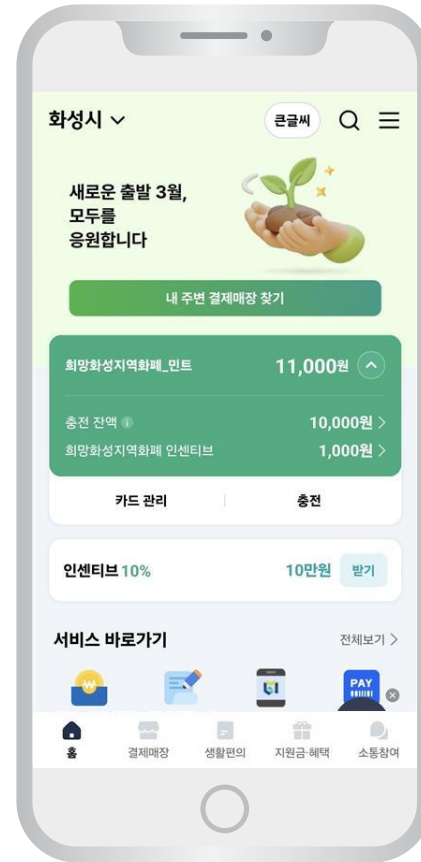 화성시
큰글씨
새로운 출발 3월,
모두를
응원합니다
내 주변 결제매장 찾기
희망화성지역화폐_민트 11,000원
충전 잔액 10,000원 >
희망화성지역화폐 인센티브 1,000원 >
카드 관리 | 충전
인센티브 10% 10만원 받기
서비스 바로가기 전체보기 >
PAY
홈 결제매장 생활편의 지원금·혜택 소통참여